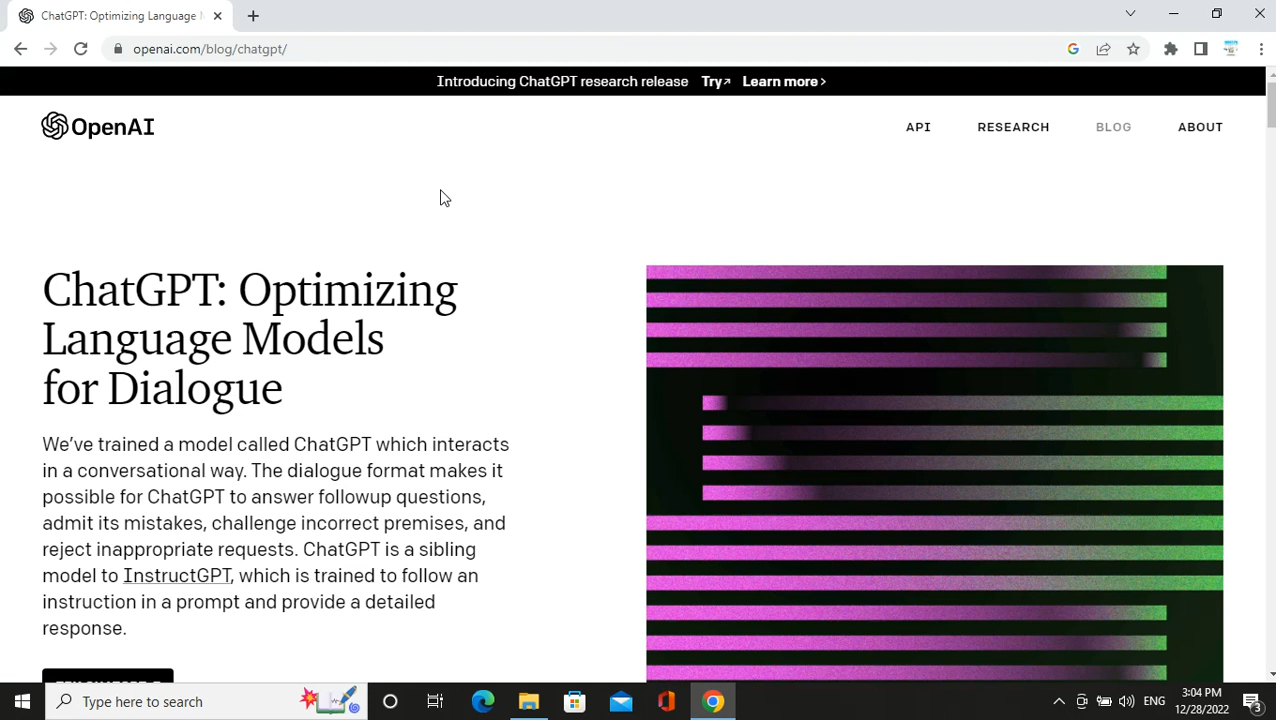 ChatGPT: Optimizing Language
openai.com/blog/chatgpt/
Introducing ChatGPT research release Try↗ Learn more >
OpenAI
API RESEARCH BLOG ABOUT
ChatGPT: Optimizing
Language Models
for Dialogue
We've trained a model called ChatGPT which interacts
in a conversational way. The dialogue format makes it
possible for ChatGPT to answer followup questions,
admit its mistakes, challenge incorrect premises, and
reject inappropriate requests. ChatGPT is a sibling
model to InstructGPT, which is trained to follow an
instruction in a prompt and provide a detailed
response.
Type here to search
ENG
3:04 PM
12/28/2022
3